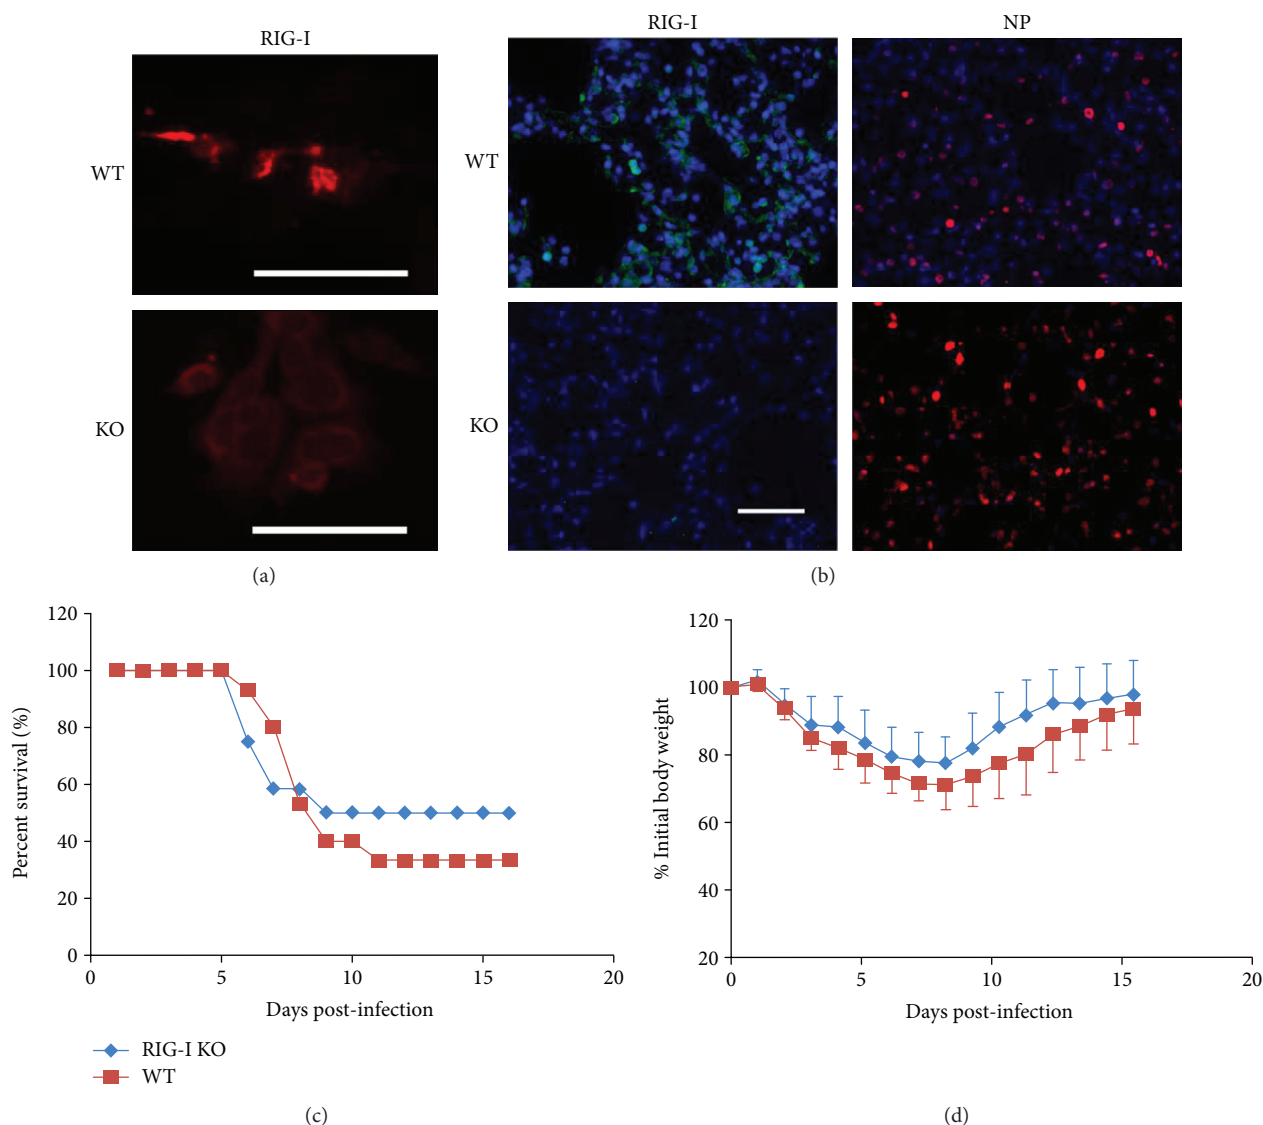 RIG-I
WT
KO
(a)
RIG-I
NP
WT
KO
(b)
120
100
80
60
40
20
0
Percent survival (%)
0
5
10
15
20
Days post-infection
RIG-I KO
WT
(c)
120
100
80
60
40
20
% Initial body weight
0
5
10
15
20
Days post-infection
(d)